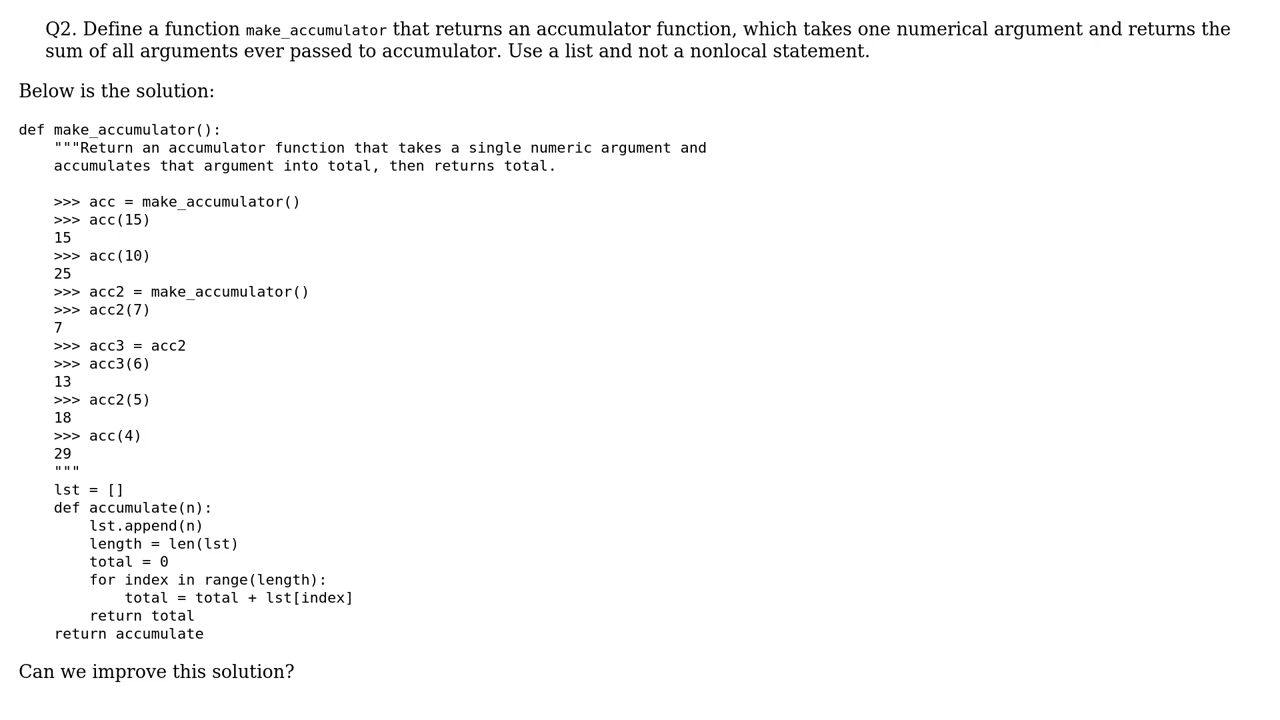 Q2. Define a function make_accumulator that returns an accumulator function, which takes one numerical argument and returns the
sum of all arguments ever passed to accumulator. Use a list and not a nonlocal statement.
Below is the solution:
def make_accumulator():
    """Return an accumulator function that takes a single numeric argument and
    accumulates that argument into total, then returns total.

    >>> acc = make_accumulator()
    >>> acc(15)
    15
    >>> acc(10)
    25
    >>> acc2 = make_accumulator()
    >>> acc2(7)
    7
    >>> acc3 = acc2
    >>> acc3(6)
    13
    >>> acc2(5)
    18
    >>> acc(4)
    29
    """
    lst = []
    def accumulate(n):
        lst.append(n)
        length = len(lst)
        total = 0
        for index in range(length):
            total = total + lst[index]
        return total
    return accumulate
Can we improve this solution?